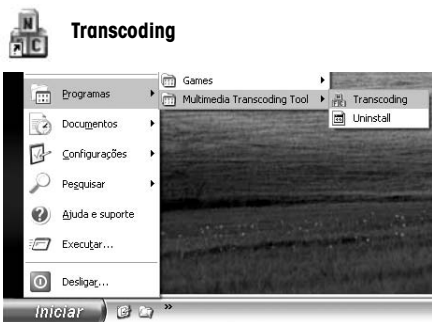 N
N C
Transcoding
Programas
Games
Multimedia Transcoding Tool
Transcoding
Documentos
Uninstall
Configurações
Pesquisar
Ajuda e suporte
Executar...
Desligar...
Iniciar
»